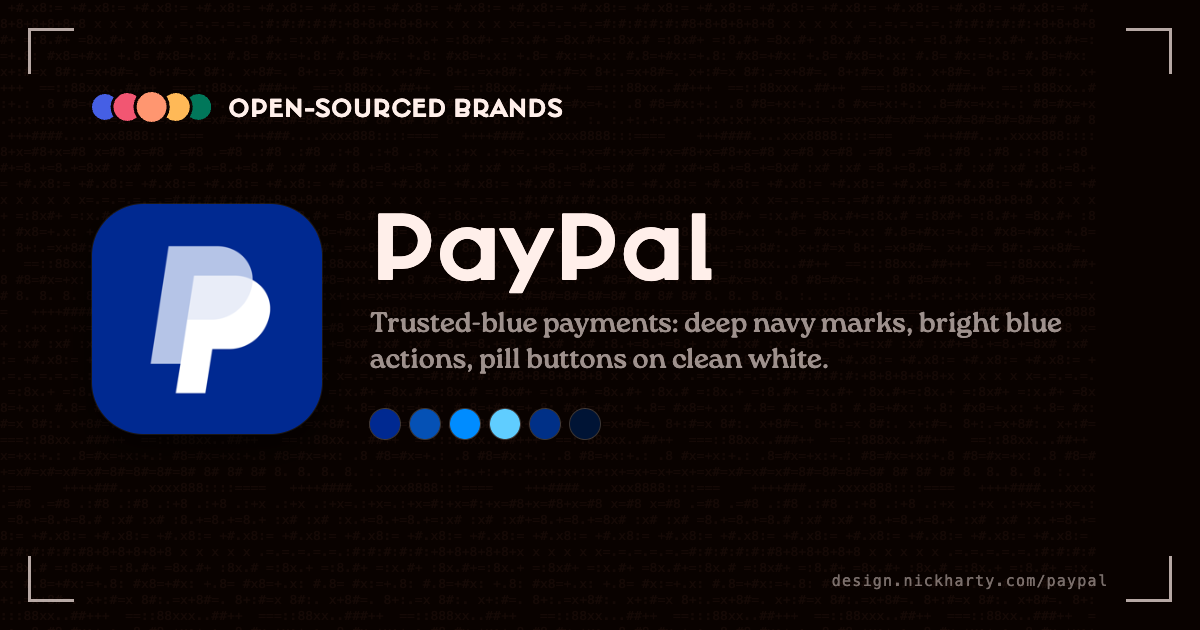 OPEN-SOURCED BRANDS
PayPal
Trusted-blue payments: deep navy marks, bright blue
actions, pill buttons on clean white.
design.nickharty.com/paypal